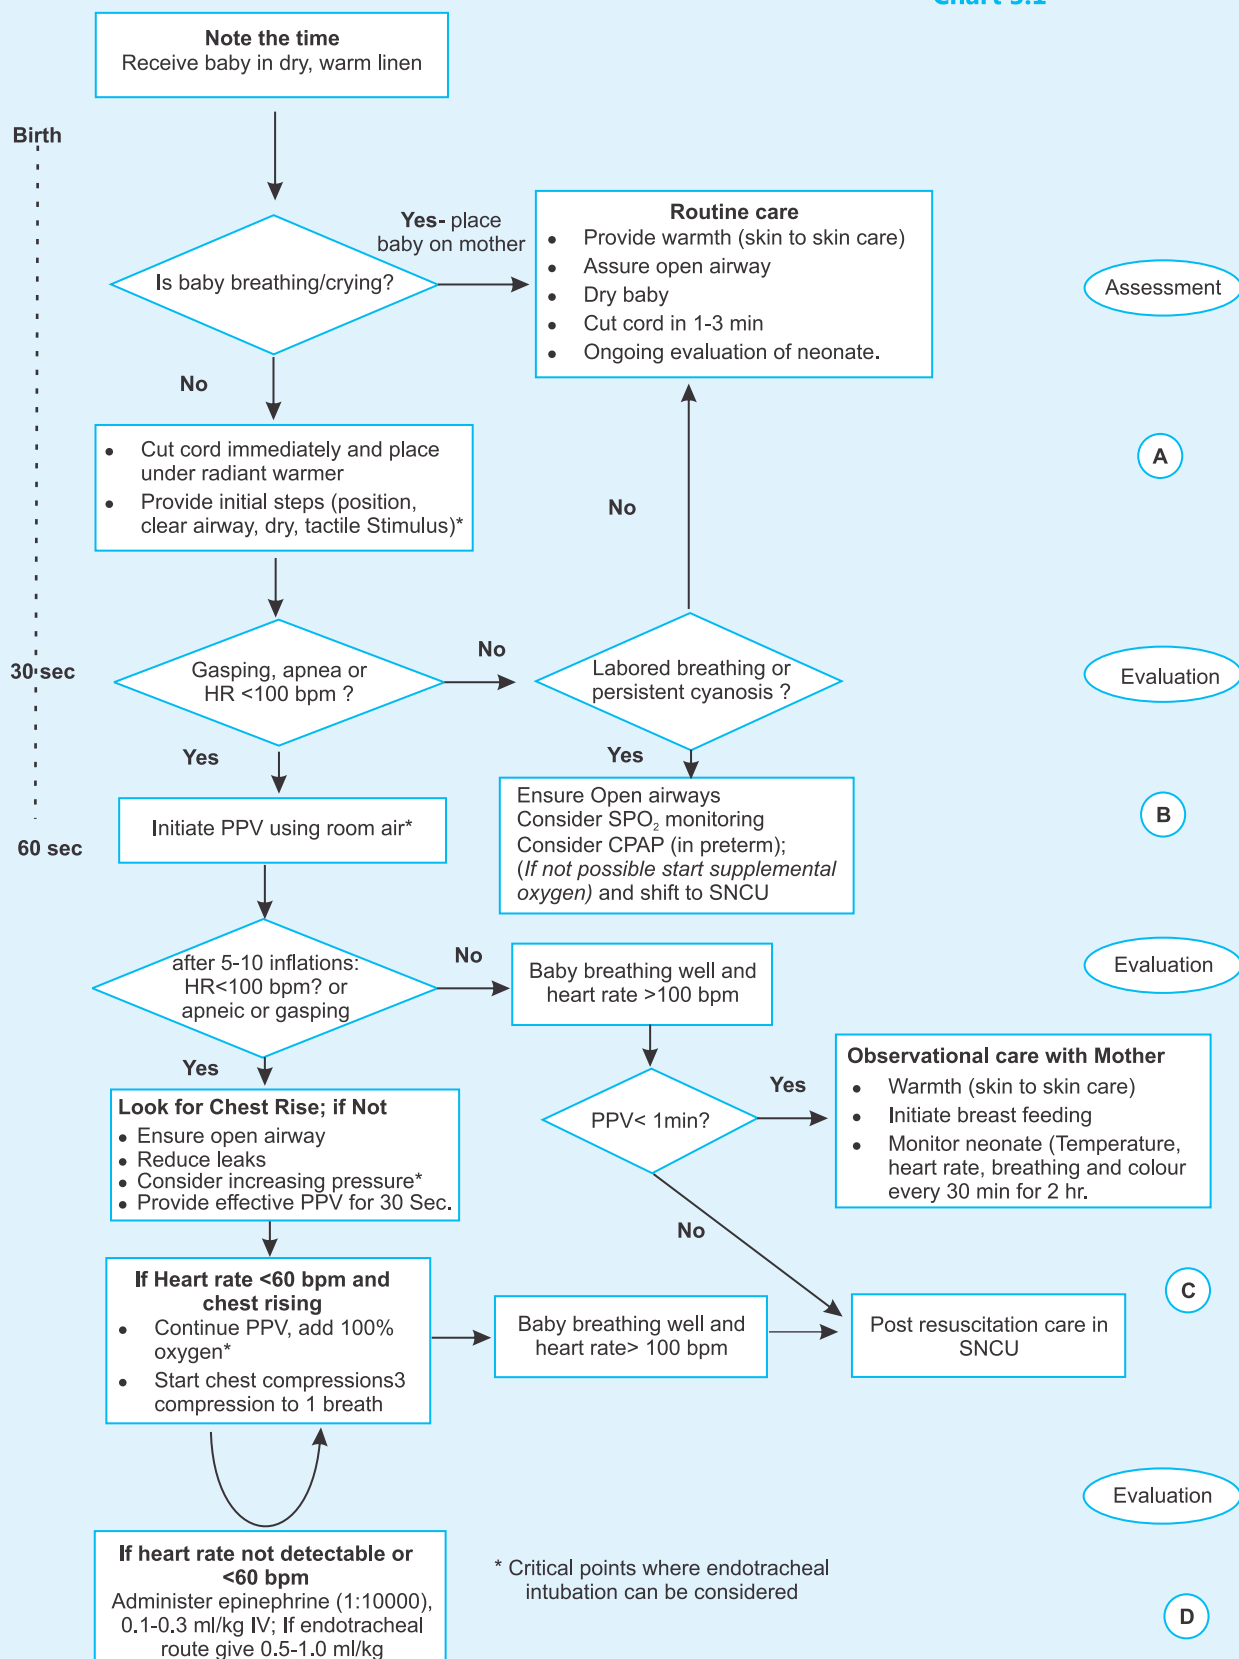 Chart 3.1
Note the time
Receive baby in dry, warm linen
Birth
Is baby breathing/crying?
Yes- place
baby on mother
Routine care
• Provide warmth (skin to skin care)
• Assure open airway
• Dry baby
• Cut cord in 1-3 min
• Ongoing evaluation of neonate.
Assessment
No
• Cut cord immediately and place
under radiant warmer
• Provide initial steps (position,
clear airway, dry, tactile Stimulus)*
No
A
30 sec
Gasping, apnea or
HR <100 bpm ?
No
Labored breathing or
persistent cyanosis ?
Evaluation
Yes
Yes
Initiate PPV using room air*
Ensure Open airways
Consider SPO₂ monitoring
Consider CPAP (in preterm);
(If not possible start supplemental
oxygen) and shift to SNCU
B
60 sec
after 5-10 inflations:
HR<100 bpm? or
apneic or gasping
No
Baby breathing well and
heart rate >100 bpm
Evaluation
Yes
Look for Chest Rise; if Not
• Ensure open airway
• Reduce leaks
• Consider increasing pressure*
• Provide effective PPV for 30 Sec.
PPV< 1min?
Yes
Observational care with Mother
• Warmth (skin to skin care)
• Initiate breast feeding
• Monitor neonate (Temperature,
heart rate, breathing and colour
every 30 min for 2 hr.
No
If Heart rate <60 bpm and
chest rising
• Continue PPV, add 100%
oxygen*
• Start chest compressions3
compression to 1 breath
Baby breathing well and
heart rate> 100 bpm
Post resuscitation care in
SNCU
C
Evaluation
If heart rate not detectable or
<60 bpm
Administer epinephrine (1:10000),
0.1-0.3 ml/kg IV; If endotracheal
route give 0.5-1.0 ml/kg
* Critical points where endotracheal
intubation can be considered
D